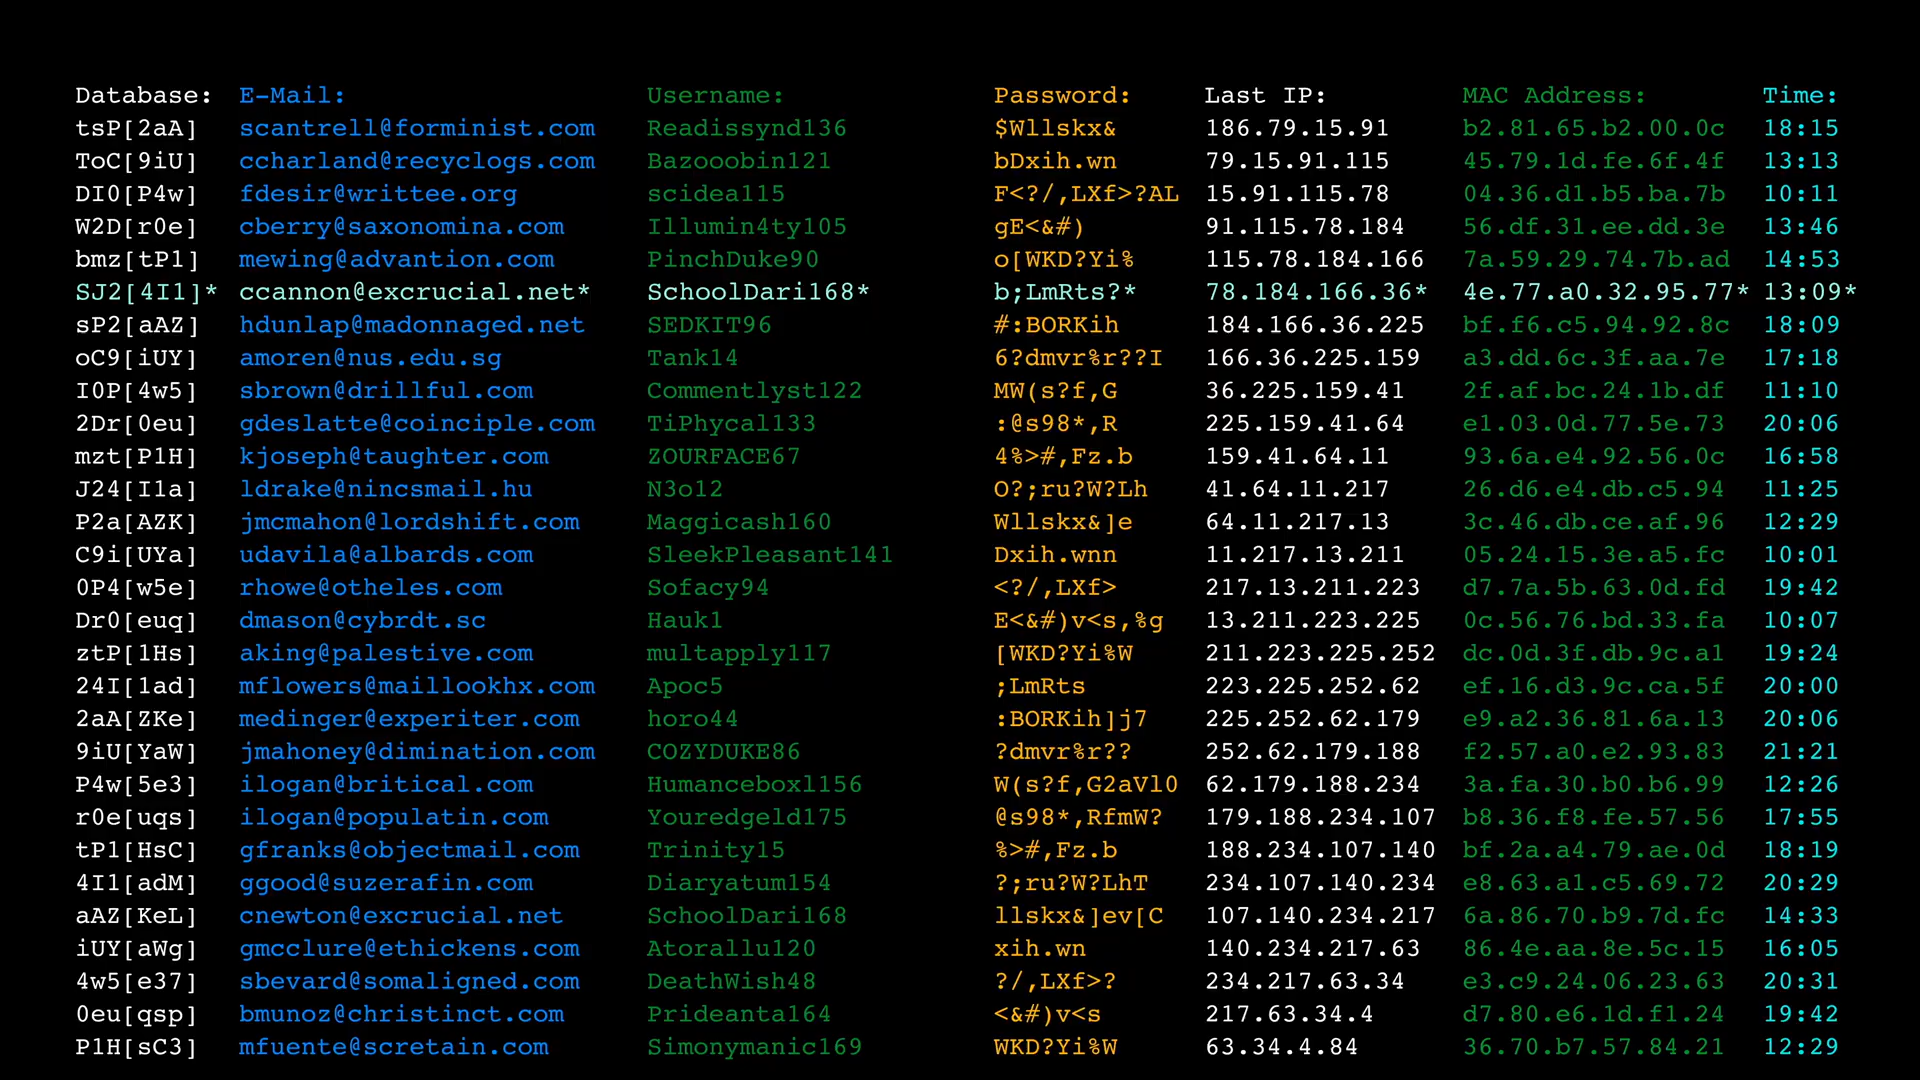 Database: E-Mail: Username: Password: Last IP: MAC Address: Time:
tsP[2aA] scantrell@forminist.com Readissynd136 $Wllskx& 186.79.15.91 b2.81.65.b2.00.0c 18:15
ToC[9iU] ccharland@recyclogs.com Bazooobin121 bDxih.wn 79.15.91.115 45.79.1d.fe.6f.4f 13:13
DI0[P4w] fdesir@writtee.org scidea115 F<?/,LXf>?AL 15.91.115.78 04.36.d1.b5.ba.7b 10:11
W2D[r0e] cberry@saxonomina.com Illumin4ty105 gE<&#) 91.115.78.184 56.df.31.ee.dd.3e 13:46
bmz[tP1] mewing@advantion.com PinchDuke90 o[WKD?Yi% 115.78.184.166 7a.59.29.74.7b.ad 14:53
SJ2[4I1]* ccannon@excrucial.net* SchoolDari168* b;LmRts?* 78.184.166.36* 4e.77.a0.32.95.77* 13:09*
sP2[aAZ] hdunlap@madonnaged.net SEDKIT96 #:BORKih 184.166.36.225 bf.f6.c5.94.92.8c 18:09
oC9[iUY] amoren@nus.edu.sg Tank14 6?dmvr%r??I 166.36.225.159 a3.dd.6c.3f.aa.7e 17:18
I0P[4w5] sbrown@drillful.com Commentlyst122 MW(s?f,G 36.225.159.41 2f.af.bc.24.1b.df 11:10
2Dr[0eu] gdeslatte@coinciple.com TiPhycal133 :@s98*,R 225.159.41.64 e1.03.0d.77.5e.73 20:06
mzt[P1H] kjoseph@taughter.com ZOURFACE67 4%>#,Fz.b 159.41.64.11 93.6a.e4.92.56.0c 16:58
J24[I1a] ldrake@nincsmail.hu N3o12 O?;ru?W?Lh 41.64.11.217 26.d6.e4.db.c5.94 11:25
P2a[AZK] jmcmahon@lordshift.com Maggicash160 Wllskx&]e 64.11.217.13 3c.46.db.ce.af.96 12:29
C9i[UYa] udavila@albards.com SleekPleasant141 Dxih.wnn 11.217.13.211 05.24.15.3e.a5.fc 10:01
0P4[w5e] rhowe@otheles.com Sofacy94 <?/,LXf> 217.13.211.223 d7.7a.5b.63.0d.fd 19:42
Dr0[euq] dmason@cybrdt.sc Hauk1 E<&#)v<s,%g 13.211.223.225 0c.56.76.bd.33.fa 10:07
ztP[1Hs] aking@palestive.com multapply117 [WKD?Yi%W 211.223.225.252 dc.0d.3f.db.9c.a1 19:24
24I[1ad] mflowers@maillookhx.com Apoc5 ;LmRts 223.225.252.62 ef.16.d3.9c.ca.5f 20:00
2aA[ZKe] medinger@experiter.com horo44 :BORKih]j7 225.252.62.179 e9.a2.36.81.6a.13 20:06
9iU[YaW] jmahoney@dimination.com COZYDUKE86 ?dmvr%r?? 252.62.179.188 f2.57.a0.e2.93.83 21:21
P4w[5e3] ilogan@britical.com Humanceboxl156 W(s?f,G2aVl0 62.179.188.234 3a.fa.30.b0.b6.99 12:26
r0e[uqs] ilogan@populatin.com Youredgeld175 @s98*,RfmW? 179.188.234.107 b8.36.f8.fe.57.56 17:55
tP1[HsC] gfranks@objectmail.com Trinity15 %>#,Fz.b 188.234.107.140 bf.2a.a4.79.ae.0d 18:19
4I1[adM] ggood@suzerafin.com Diaryatum154 ?;ru?W?LhT 234.107.140.234 e8.63.a1.c5.69.72 20:29
aAZ[KeL] cnewton@excrucial.net SchoolDari168 llskx&]ev[C 107.140.234.217 6a.86.70.b9.7d.fc 14:33
iUY[aWg] gmcclure@ethickens.com Atorallu120 xih.wn 140.234.217.63 86.4e.aa.8e.5c.15 16:05
4w5[e37] sbevard@somaligned.com DeathWish48 ?/,LXf>? 234.217.63.34 e3.c9.24.06.23.63 20:31
0eu[qsp] bmunoz@christinct.com Prideanta164 <&#)v<s 217.63.34.4 d7.80.e6.1d.f1.24 19:42
P1H[sC3] mfuente@scretain.com Simonymanic169 WKD?Yi%W 63.34.4.84 36.70.b7.57.84.21 12:29